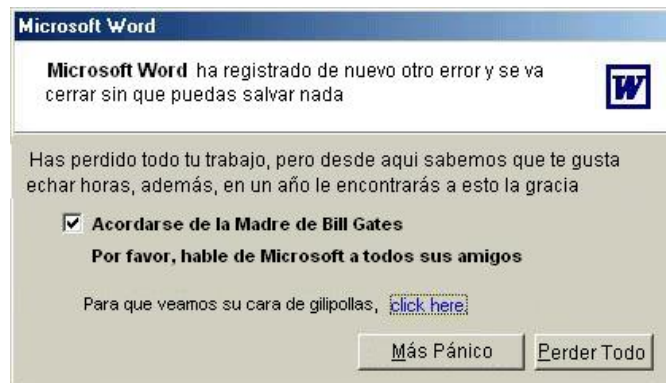 Microsoft Word
Microsoft Word ha registrado de nuevo otro error y se va
cerrar sin que puedas salvar nada
W
Has perdido todo tu trabajo, pero desde aqui sabemos que te gusta
echar horas, además, en un año le encontrarás a esto la gracia
Acordarse de la Madre de Bill Gates
Por favor, hable de Microsoft a todos sus amigos
Para que veamos su cara de gilipollas, click here.
Más Pánico Perder Todo